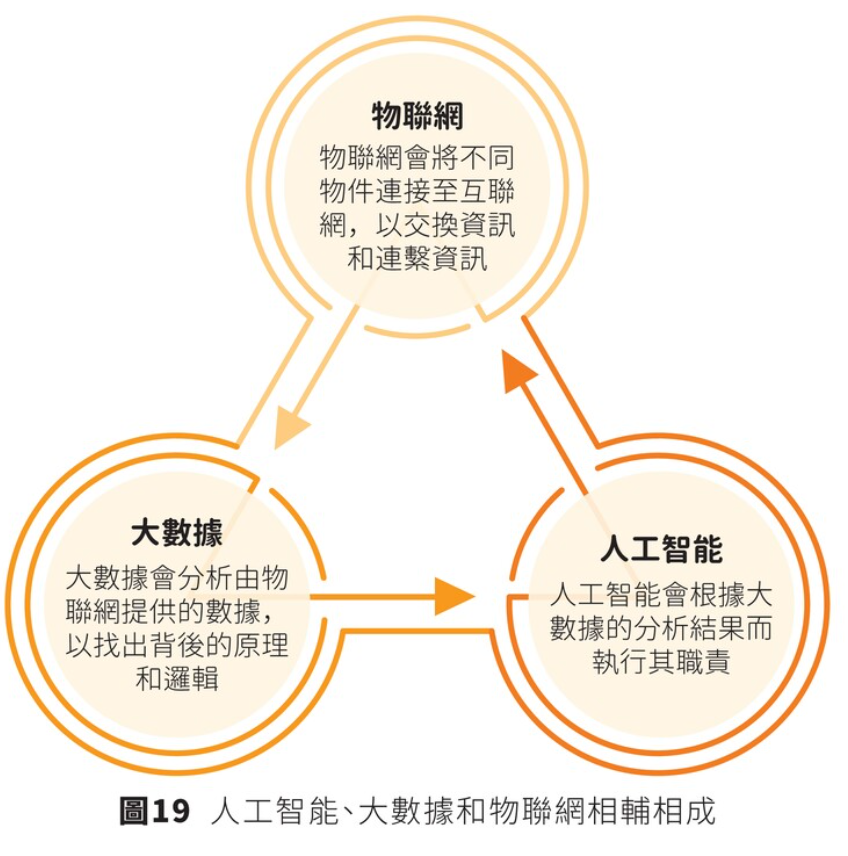 物聯網
物聯網會將不同
物件連接至互聯
網，以交換資訊
和連繫資訊
大數據
大數據會分析由物
聯網提供的數據，
以找出背後的原理
和邏輯
人工智能
人工智能會根據大
數據的分析結果而
執行其職責
圖19 人工智能、大數據和物聯網相輔相成